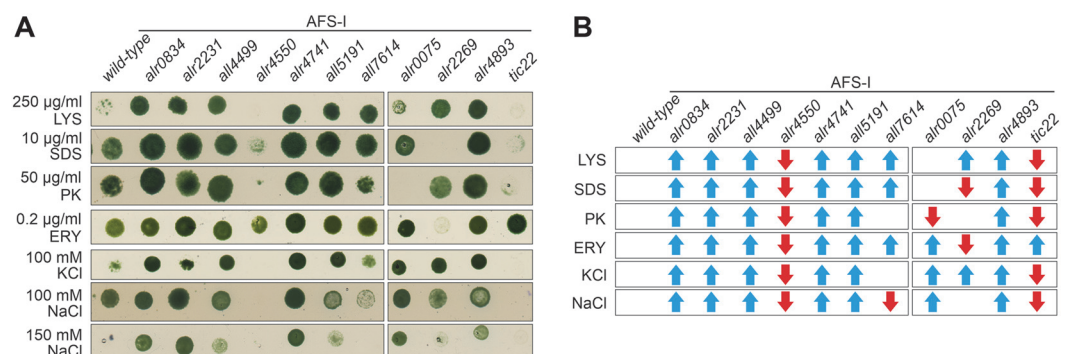 A
AFS-I
wild-type alr0834 alr2231 all4499 alr4550 alr4741 all5191 all7614 alr0075 alr2269 alr4893 tic22
250 µg/ml
LYS
10 µg/ml
SDS
50 µg/ml
PK
0.2 µg/ml
ERY
100 mM
KCl
100 mM
NaCl
150 mM
NaCl
B
AFS-I
wild-type alr0834 alr2231 all4499 alr4550 alr4741 all5191 all7614 alr0075 alr2269 alr4893 tic22
LYS
SDS
PK
ERY
KCl
NaCl